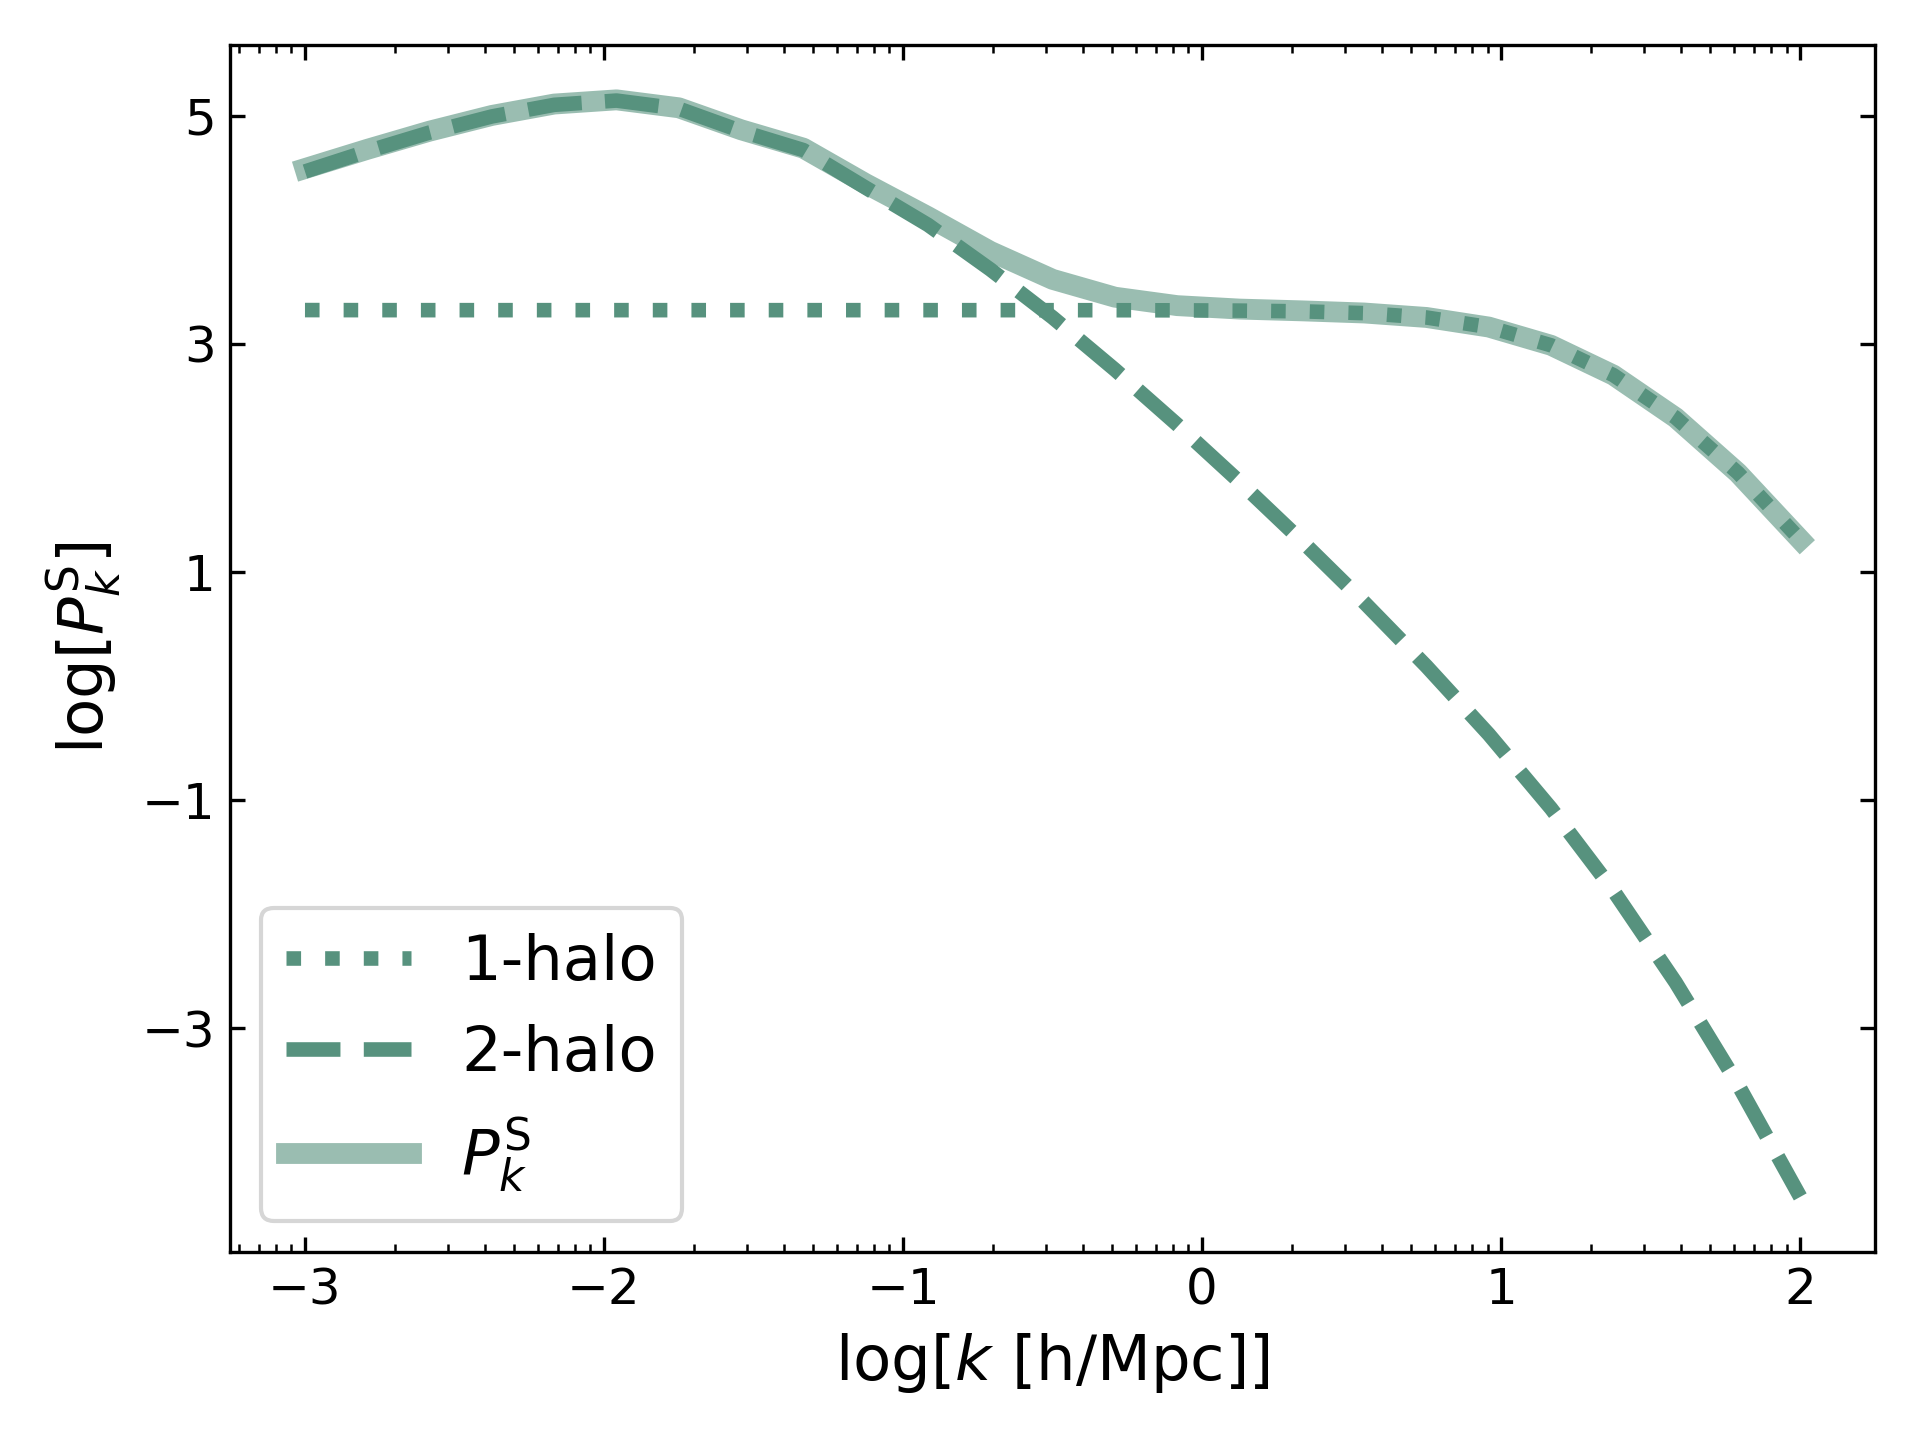 5
3
1
−1
−3
log[P_k^S]
1-halo
2-halo
P_k^S
−3 −2 −1 0 1 2
log[k [h/Mpc]]